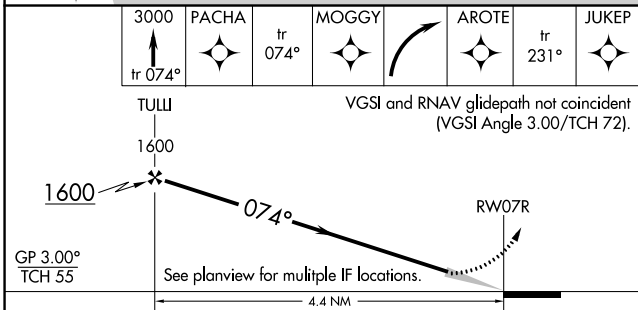 3000
tr 074°
PACHA
tr
074°
MOGGY
AROTE
tr
231°
JUKEP
TULLI
1600
VGSI and RNAV glidepath not coincident
(VGSI Angle 3.00/TCH 72).
1600
074°
RW07R
GP 3.00°
TCH 55
See planview for mulitple IF locations.
4.4 NM